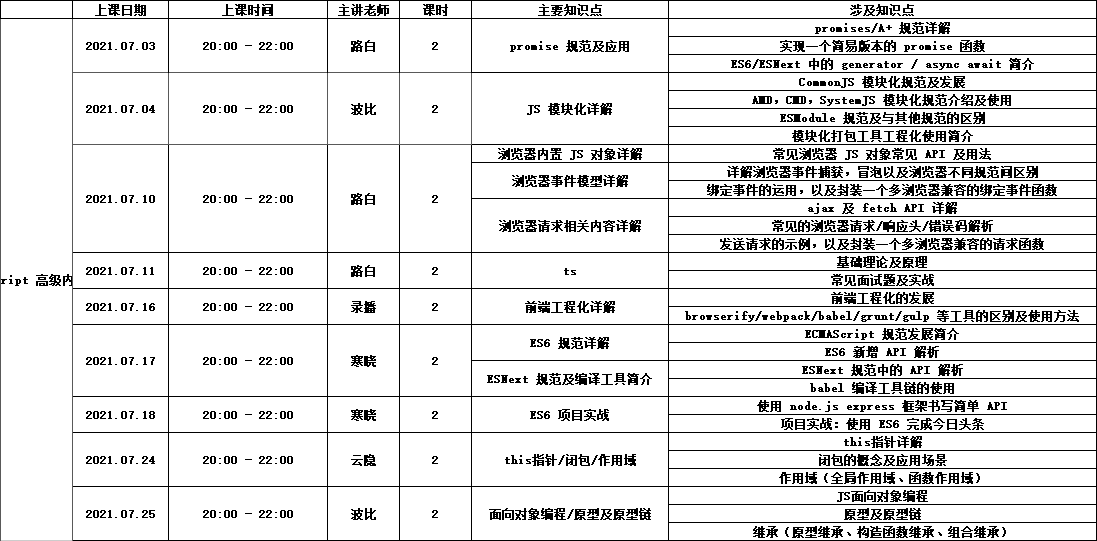 上课日期 上课时间 主讲老师 课时 主要知识点 涉及知识点
ript 高级内
2021.07.03 20:00 - 22:00 路白 2 promise 规范及应用
promises/A+ 规范详解
实现一个简易版本的 promise 函数
ES6/ESNext 中的 generator / async await 简介
2021.07.04 20:00 - 22:00 波比 2 JS 模块化详解
CommonJS 模块化规范及发展
AMD，CMD，SystemJS 模块化规范介绍及使用
ESModule 规范及与其他规范的区别
模块化打包工具工程化使用简介
2021.07.10 20:00 - 22:00 路白 2
浏览器内置 JS 对象详解 常见浏览器 JS 对象常见 API 及用法
浏览器事件模型详解
详解浏览器事件捕获，冒泡以及浏览器不同规范间区别
绑定事件的运用，以及封装一个多浏览器兼容的绑定事件函数
浏览器请求相关内容详解
ajax 及 fetch API 详解
常见的浏览器请求/响应头/错误码解析
发送请求的示例，以及封装一个多浏览器兼容的请求函数
2021.07.11 20:00 - 22:00 路白 2 ts
基础理论及原理
常见面试题及实战
2021.07.16 20:00 - 22:00 录播 2 前端工程化详解
前端工程化的发展
browserify/webpack/babel/grunt/gulp 等工具的区别及使用方法
2021.07.17 20:00 - 22:00 寒晓 2
ES6 规范详解
ECMAScript 规范发展简介
ES6 新增 API 解析
ESNext 规范及编译工具简介
ESNext 规范中的 API 解析
babel 编译工具链的使用
2021.07.18 20:00 - 22:00 寒晓 2 ES6 项目实战
使用 node.js express 框架书写简单 API
项目实战：使用 ES6 完成今日头条
2021.07.24 20:00 - 22:00 云隐 2 this指针/闭包/作用域
this指针详解
闭包的概念及应用场景
作用域（全局作用域、函数作用域）
2021.07.25 20:00 - 22:00 波比 2 面向对象编程/原型及原型链
JS面向对象编程
原型及原型链
继承（原型继承、构造函数继承、组合继承）